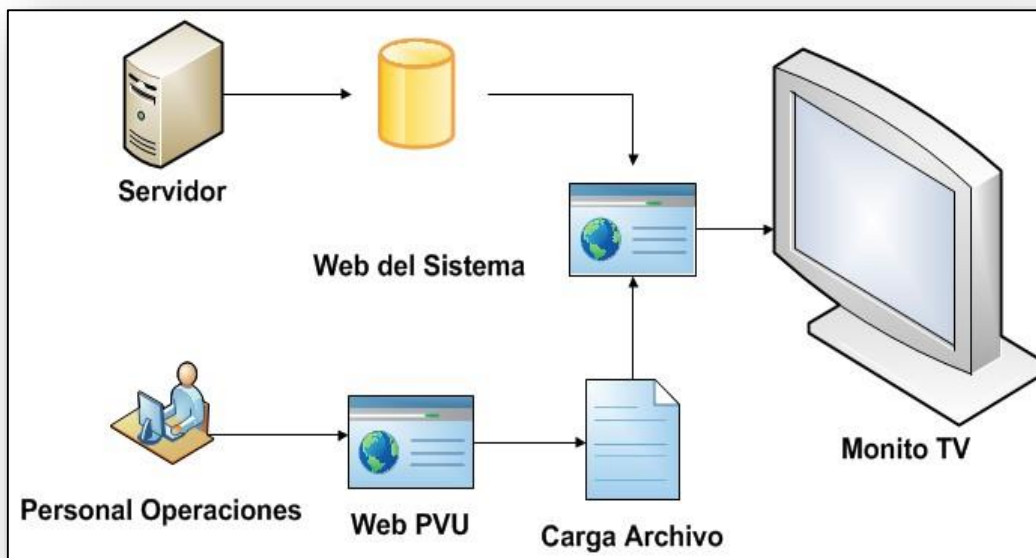 Servidor
Web del Sistema
Monito TV
Personal Operaciones
Web PVU
Carga Archivo